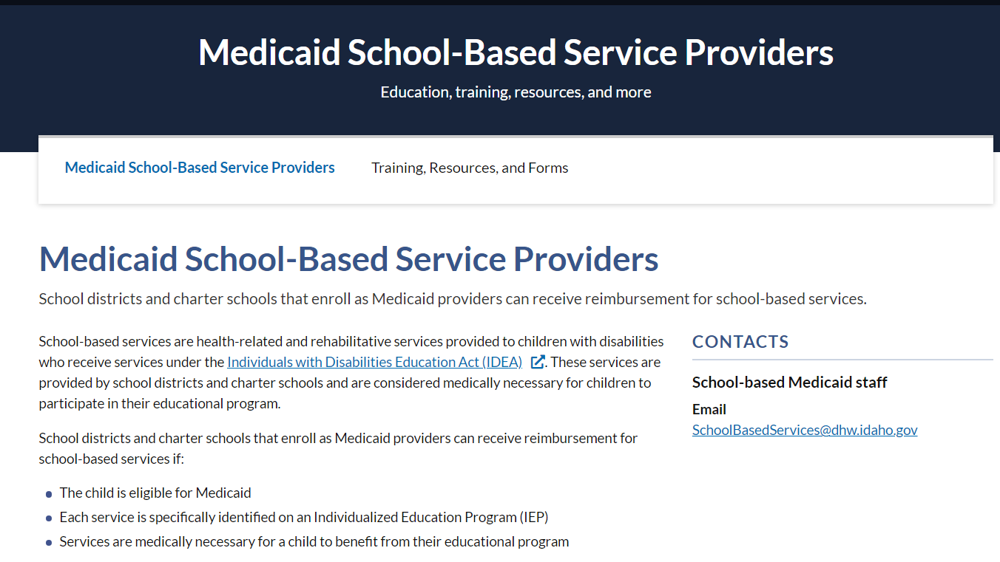 Medicaid School-Based Service Providers
Education, training, resources, and more
Medicaid School-Based Service Providers
Training, Resources, and Forms
Medicaid School-Based Service Providers
School districts and charter schools that enroll as Medicaid providers can receive reimbursement for school-based services.
School-based services are health-related and rehabilitative services provided to children with disabilities
who receive services under the Individuals with Disabilities Education Act (IDEA). These services are
provided by school districts and charter schools and are considered medically necessary for children to
participate in their educational program.
School districts and charter schools that enroll as Medicaid providers can receive reimbursement for
school-based services if:
The child is eligible for Medicaid
Each service is specifically identified on an Individualized Education Program (IEP)
Services are medically necessary for a child to benefit from their educational program
CONTACTS
School-based Medicaid staff
Email
SchoolBasedServices@dhw.idaho.gov